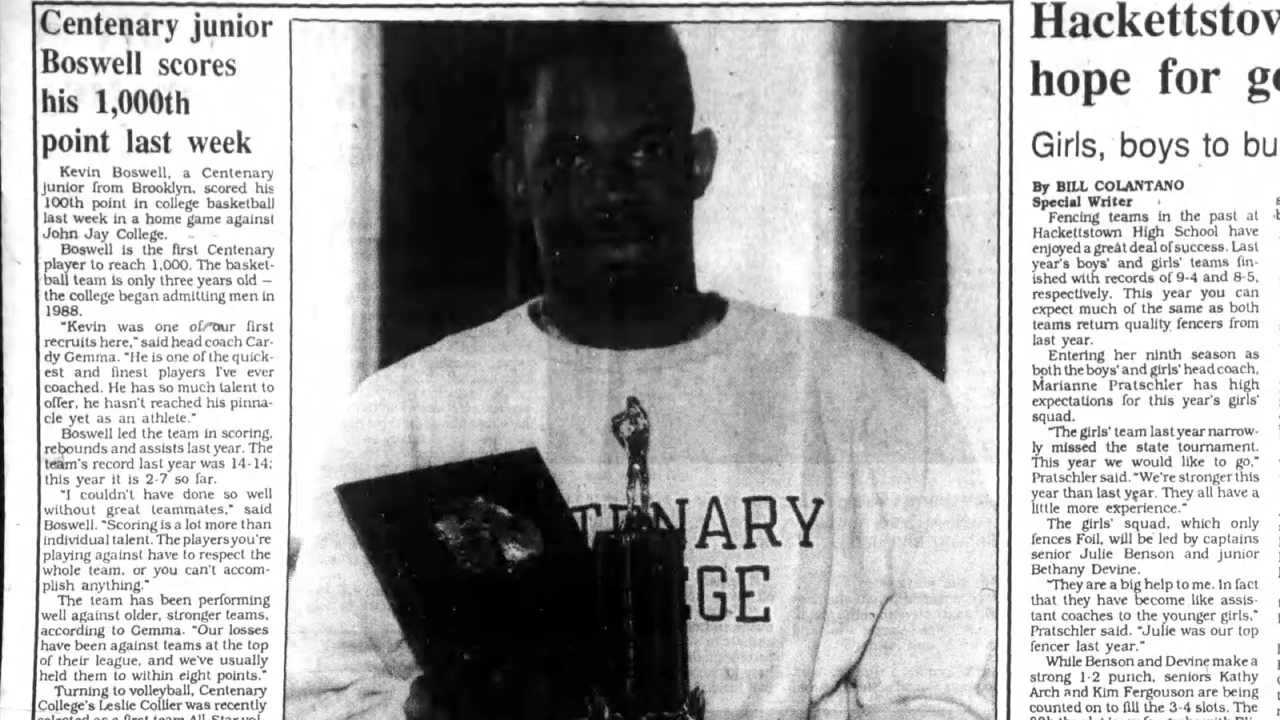 Centenary junior
Boswell scores
his 1,000th
point last week
Kevin Boswell, a Centenary
junior from Brooklyn, scored his
100th point in college basketball
last week in a home game against
John Jay College.
Boswell is the first Centenary
player to reach 1,000. The basket-
ball team is only three years old —
the college began admitting men in
1988.
"Kevin was one of our first
recruits here," said head coach Car-
dy Gemma. "He is one of the quick-
est and finest players I've ever
coached. He has so much talent to
offer, he hasn't reached his pinna-
cle yet as an athlete."
Boswell led the team in scoring,
rebounds and assists last year. The
team's record last year was 14-14;
this year it is 2-7 so far.
"I couldn't have done so well
without great teammates," said
Boswell. "Scoring is a lot more than
individual talent. The players you're
playing against have to respect the
whole team, or you can't accom-
plish anything."
The team has been performing
well against older, stronger teams,
according to Gemma. "Our losses
have been against teams at the top
of their league, and we've usually
held them to within eight points."
Turning to volleyball, Centenary
College's Leslie Collier was recently
selected as a first team All-Star vol-
TENARY
EGE
Hackettstov
hope for ge
Girls, boys to bu
By BILL COLANTANO
Special Writer
Fencing teams in the past at
Hackettstown High School have
enjoyed a great deal of success. Last
year's boys' and girls' teams fin-
ished with records of 9-4 and 8-5,
respectively. This year you can
expect much of the same as both
teams return quality fencers from
last year.
Entering her ninth season as
both the boys' and girls' head coach,
Marianne Pratschler has high
expectations for this year's girls'
squad.
"The girls' team last year narrow-
ly missed the state tournament.
This year we would like to go,"
Pratschler said. "We're stronger this
year than last year. They all have a
little more experience."
The girls' squad, which only
fences Foil, will be led by captains
senior Julie Benson and junior
Bethany Devine.
"They are a big help to me. In fact
that they have become like assis-
tant coaches to the younger girls,"
Pratschler said. "Julie was our top
fencer last year."
While Benson and Devine make a
strong 1-2 punch, seniors Kathy
Arch and Kim Fergouson are being
counted on to fill the 3-4 slots. The